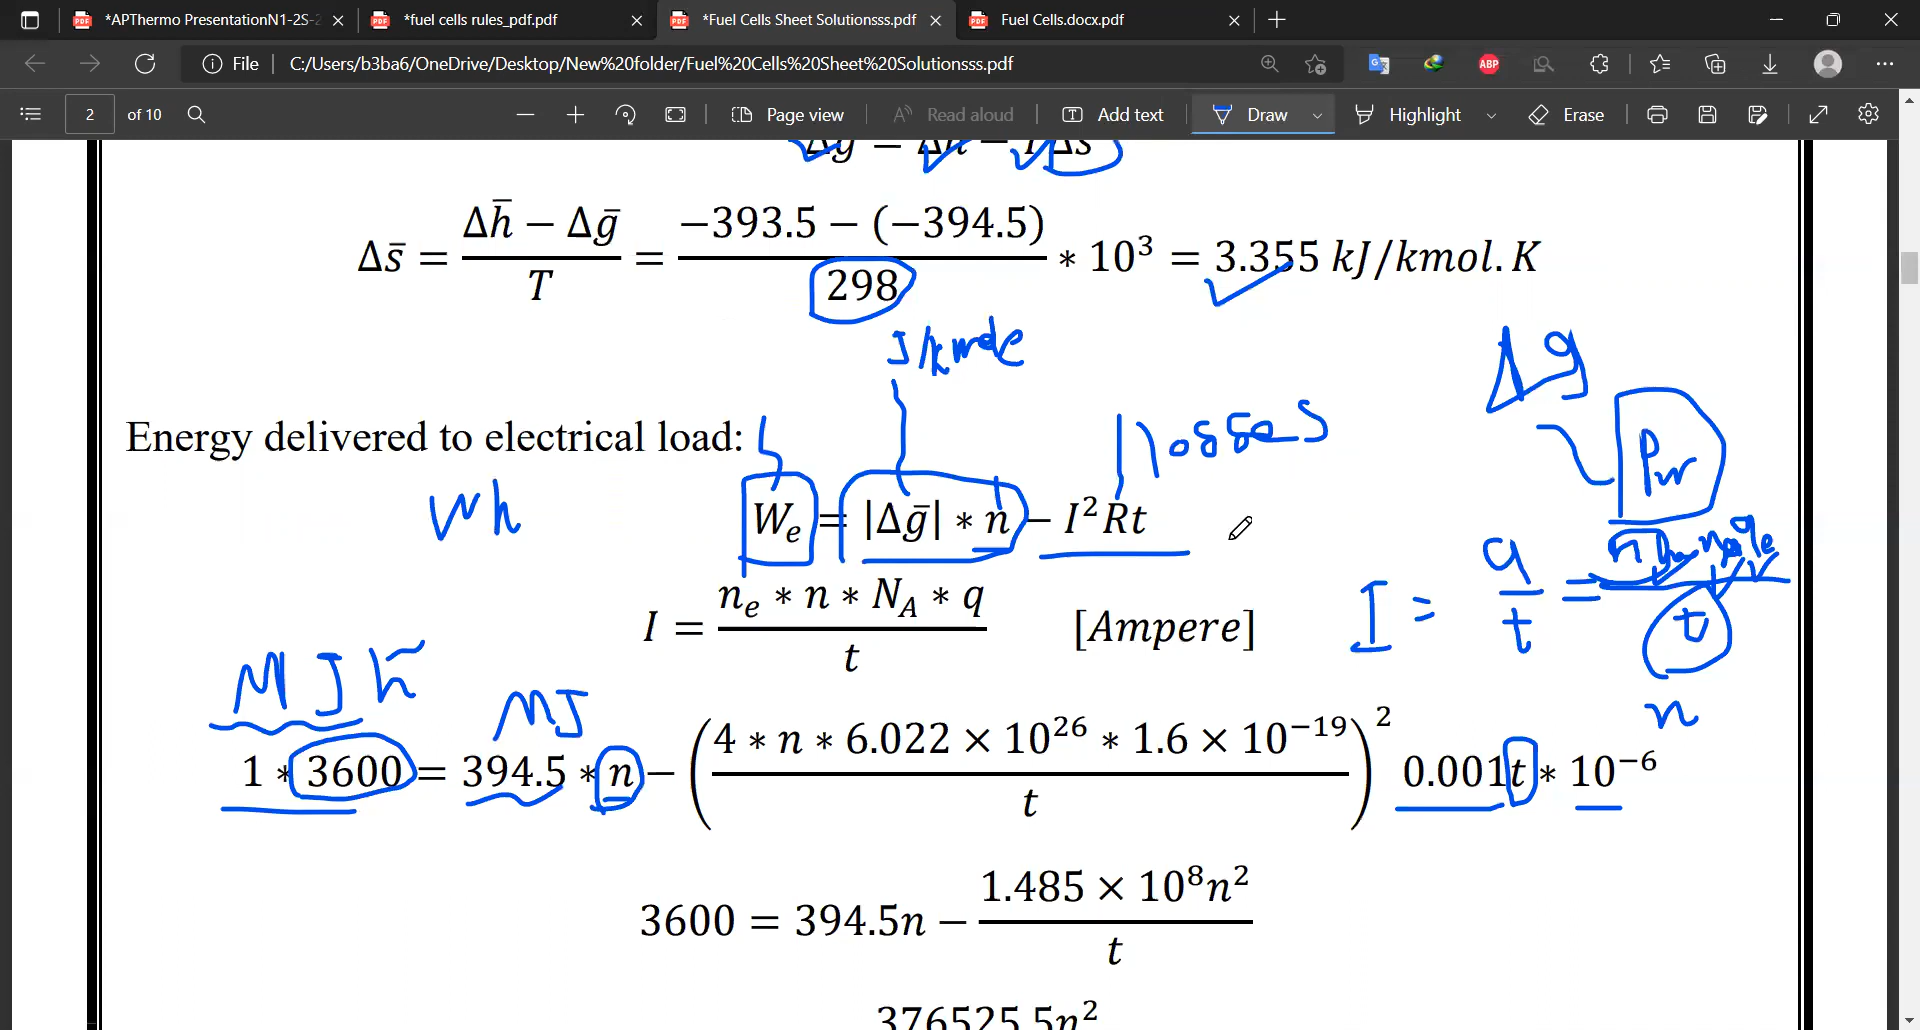 *APThermo PresentationN1-2S-2
*fuel cells rules_pdf.pdf
*Fuel Cells Sheet Solutionsss.pdf
Fuel Cells.docx.pdf
File
C:/Users/b3ba6/OneDrive/Desktop/New%20folder/Fuel%20Cells%20Sheet%20Solutionsss.pdf
ABP
2 of 10
Page view
Read aloud
Add text
Draw
Highlight
Erase
Δs̄ = (Δh̄ − Δḡ)/T = (−393.5 − (−394.5))/298 ∗ 10³ = 3.355 kJ/kmol.K
J/kmole
Δg
Energy delivered to electrical load:
losses
Wh
Wₑ = |Δḡ| ∗ n − I²Rt
I = (nₑ ∗ n ∗ N_A ∗ q)/t [Ampere]
I = q/t =
t
MJ
MJ
n
1 ∗ 3600 = 394.5 ∗ n − ((4 ∗ n ∗ 6.022 × 10²⁶ ∗ 1.6 × 10⁻¹⁹)/t)² 0.001t ∗ 10⁻⁶
3600 = 394.5n − (1.485 × 10⁸n²)/t
376525.5n²